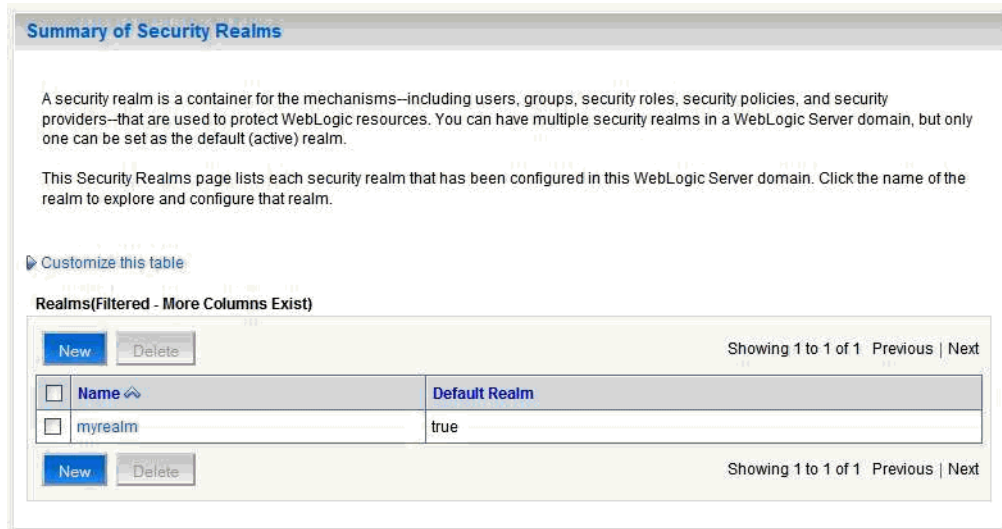 Summary of Security Realms
A security realm is a container for the mechanisms--including users, groups, security roles, security policies, and security
providers--that are used to protect WebLogic resources. You can have multiple security realms in a WebLogic Server domain, but only
one can be set as the default (active) realm.
This Security Realms page lists each security realm that has been configured in this WebLogic Server domain. Click the name of the
realm to explore and configure that realm.
Customize this table
Realms(Filtered - More Columns Exist)
New Delete Showing 1 to 1 of 1 Previous | Next
Name Default Realm
myrealm true
New Delete Showing 1 to 1 of 1 Previous | Next